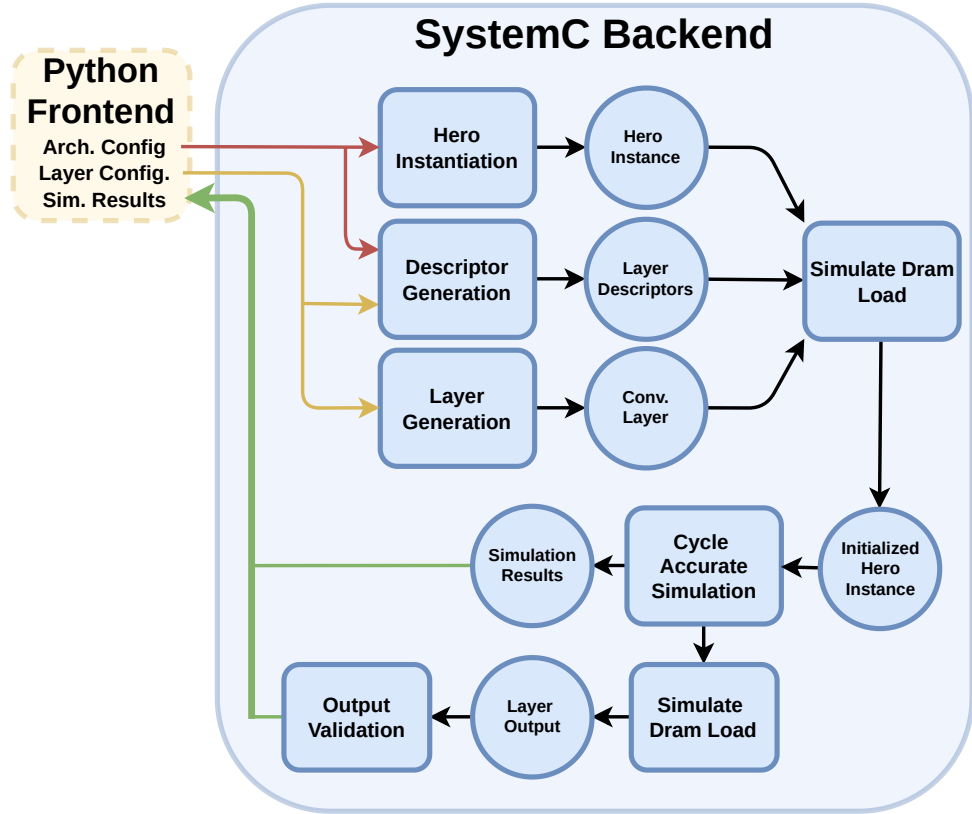 SystemC Backend
Python
Frontend
Arch. Config
Layer Config.
Sim. Results
Hero
Instantiation
Hero
Instance
Descriptor
Generation
Layer
Descriptors
Simulate Dram
Load
Layer
Generation
Conv.
Layer
Simulation
Results
Cycle
Accurate
Simulation
Initialized
Hero
Instance
Output
Validation
Layer
Output
Simulate
Dram Load